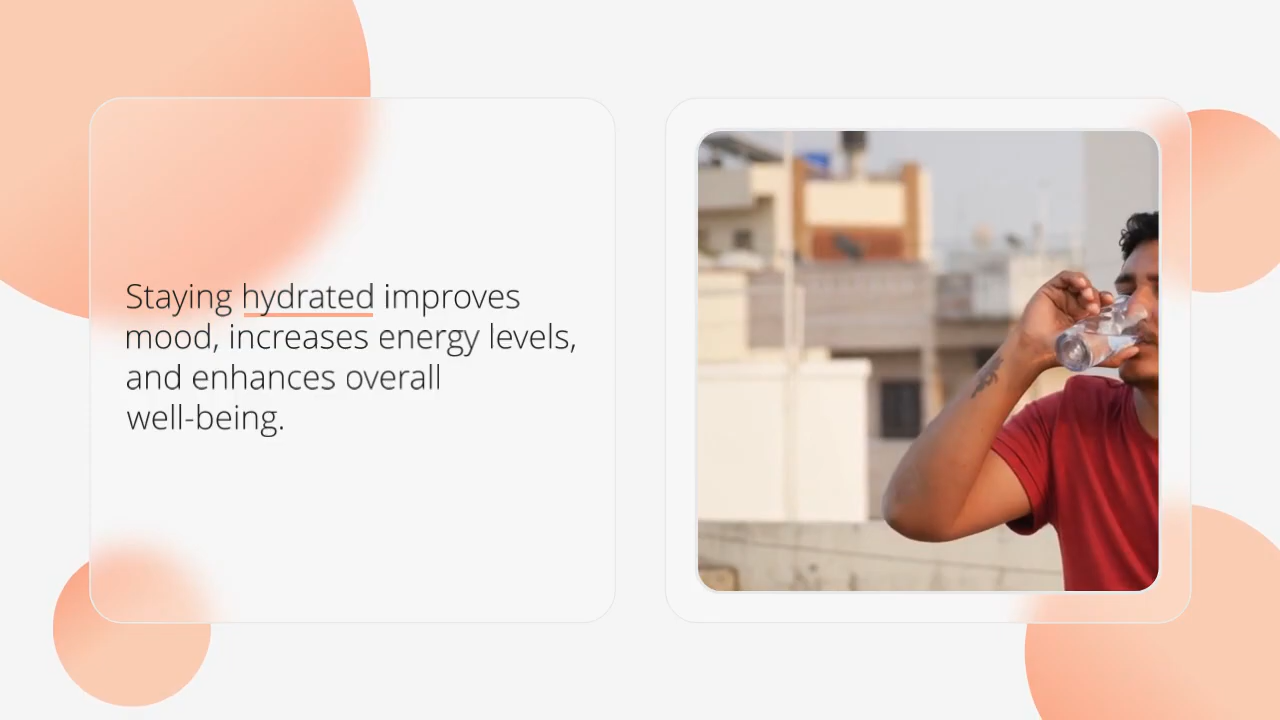 Staying hydrated improves
mood, increases energy levels,
and enhances overall
well-being.